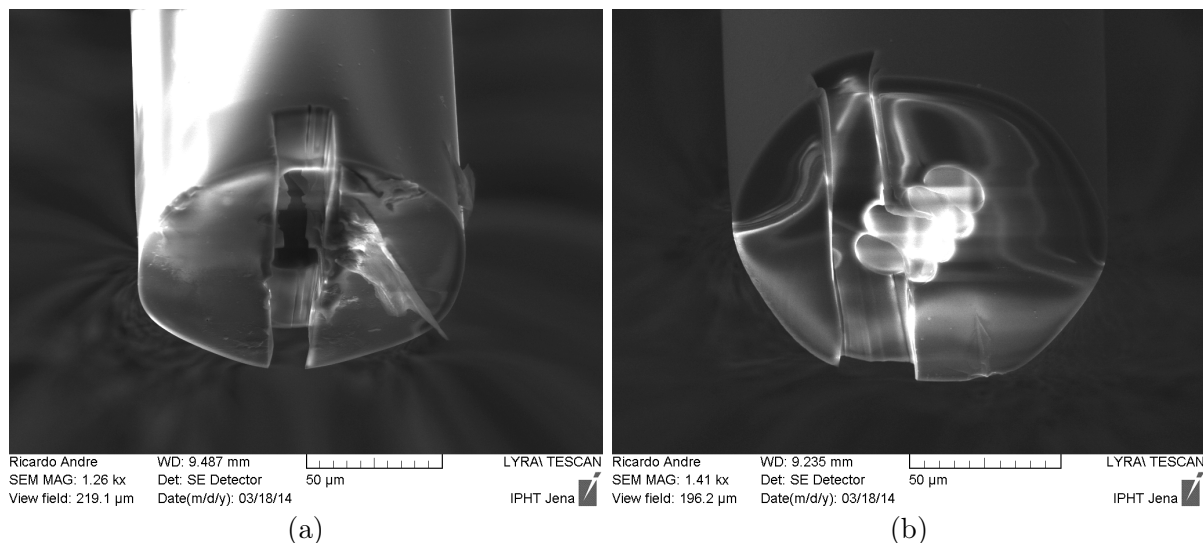 Ricardo Andre WD: 9.487 mm LYRA\ TESCAN
SEM MAG: 1.26 kx Det: SE Detector 50 µm
View field: 219.1 µm Date(m/d/y): 03/18/14 IPHT Jena
(a)
Ricardo Andre WD: 9.235 mm LYRA\ TESCAN
SEM MAG: 1.41 kx Det: SE Detector 50 µm
View field: 196.2 µm Date(m/d/y): 03/18/14 IPHT Jena
(b)